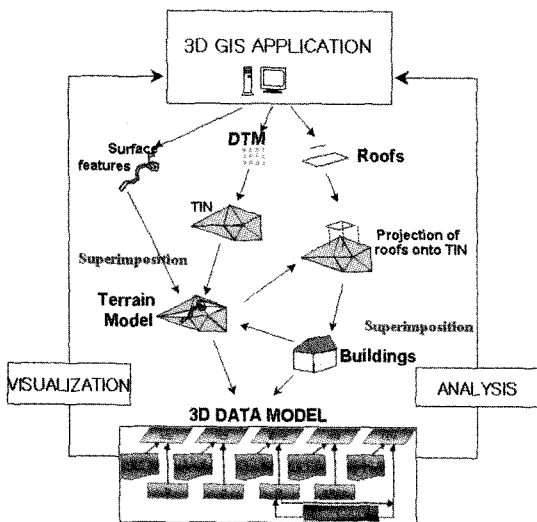 3D GIS APPLICATION
Surface
features
DTM
Roofs
TIN
Projection of
roofs onto TIN
Superimposition
Terrain
Model
Superimposition
Buildings
VISUALIZATION
ANALYSIS
3D DATA MODEL